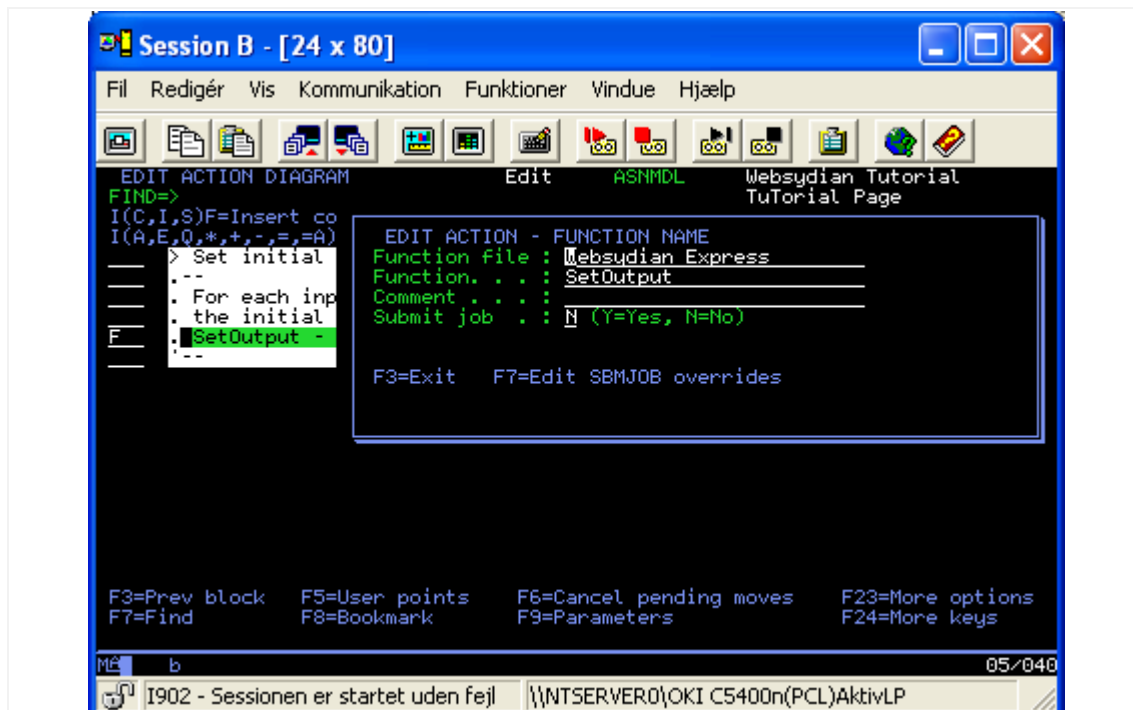 Session B - [24 x 80]
Fil Redigér Vis Kommunikation Funktioner Vindue Hjælp
EDIT ACTION DIAGRAM Edit ASNMDL Websydian Tutorial
FIND=> TuTorial Page
I(C,I,S)F=Insert co
I(A,E,Q,*,+,-,=,=A) EDIT ACTION - FUNCTION NAME
> Set initial Function file : Websydian Express
.-- Function. . . : SetOutput
. For each inp Comment . . . :
. the initial Submit job . : N (Y=Yes, N=No)
F . SetOutput -
'--
F3=Exit F7=Edit SBMJOB overrides
F3=Prev block F5=User points F6=Cancel pending moves F23=More options
F7=Find F8=Bookmark F9=Parameters F24=More keys
MA b 05/040
I902 - Sessionen er startet uden fejl \\NTSERVER0\OKI C5400n(PCL)AktivLP